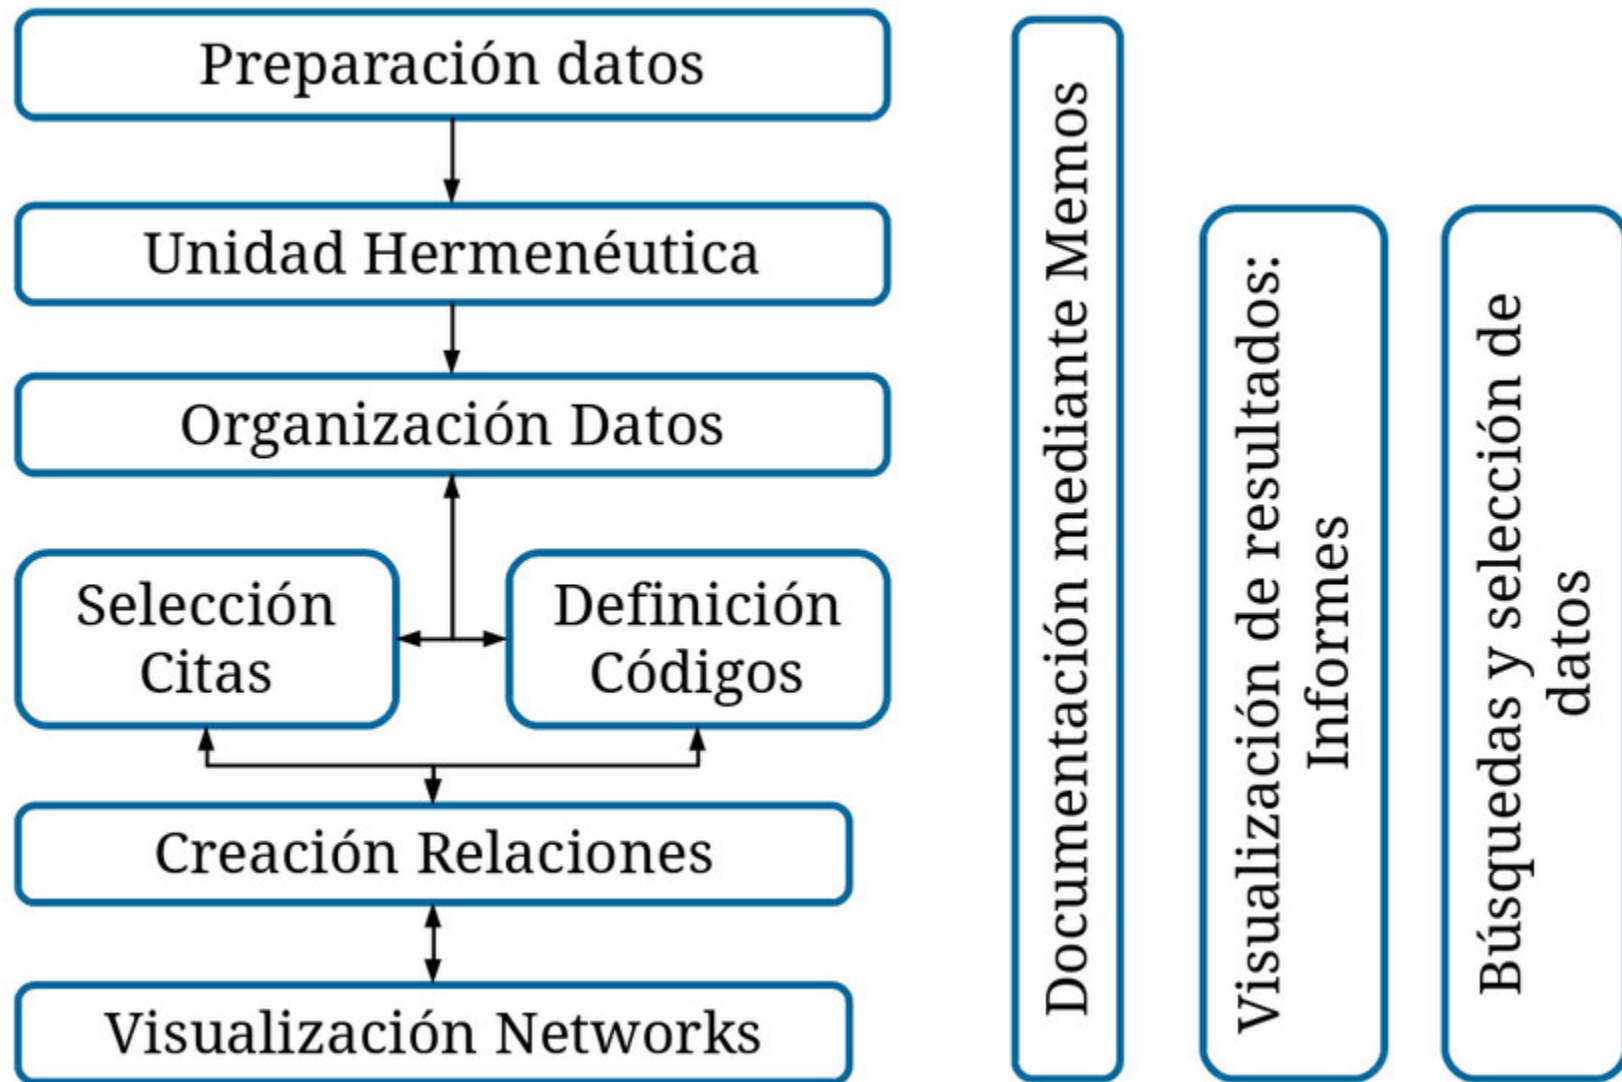 Preparación datos
Unidad Hermenéutica
Organización Datos
Selección
Citas
Definición
Códigos
Creación Relaciones
Visualización Networks
Documentación mediante Memos
Visualización de resultados:
Informes
Búsquedas y selección de
datos